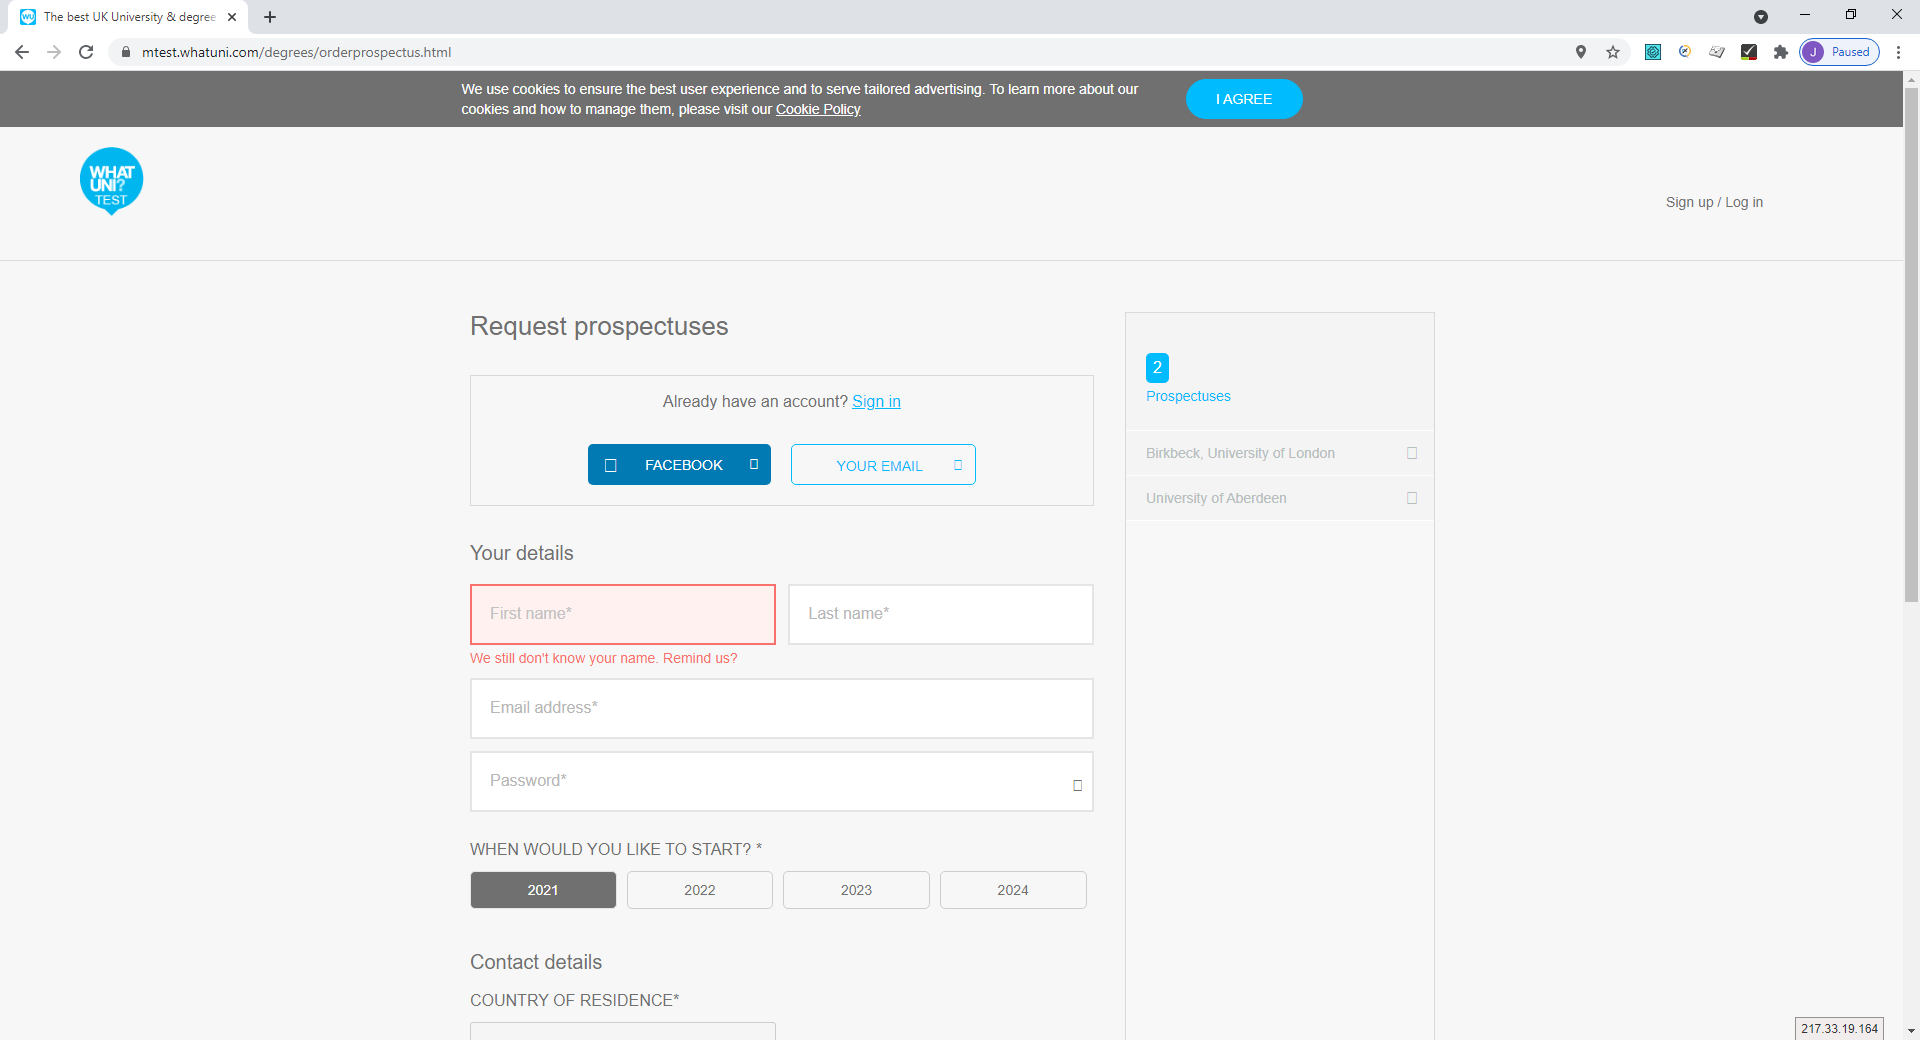 The best UK University & degree
mtest.whatuni.com/degrees/orderprospectus.html
J Paused
We use cookies to ensure the best user experience and to serve tailored advertising. To learn more about our
cookies and how to manage them, please visit our Cookie Policy
I AGREE
WHAT
UNI?
TEST
Sign up / Log in
Request prospectuses
Already have an account? Sign in
FACEBOOK
YOUR EMAIL
2
Prospectuses
Birkbeck, University of London
University of Aberdeen
Your details
First name*
Last name*
We still don't know your name. Remind us?
Email address*
Password*
WHEN WOULD YOU LIKE TO START? *
2021
2022
2023
2024
Contact details
COUNTRY OF RESIDENCE*
217.33.19.164